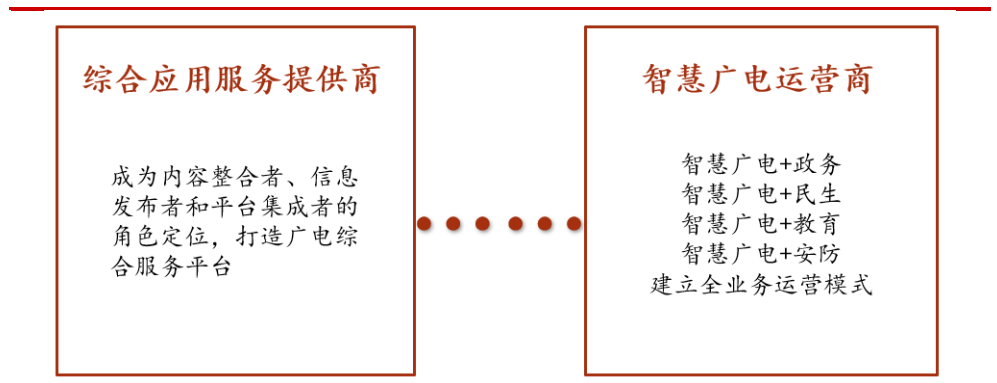 综合应用服务提供商
成为内容整合者、信息
发布者和平台集成者的
角色定位，打造广电综
合服务平台
智慧广电运营商
智慧广电+政务
智慧广电+民生
智慧广电+教育
智慧广电+安防
建立全业务运营模式